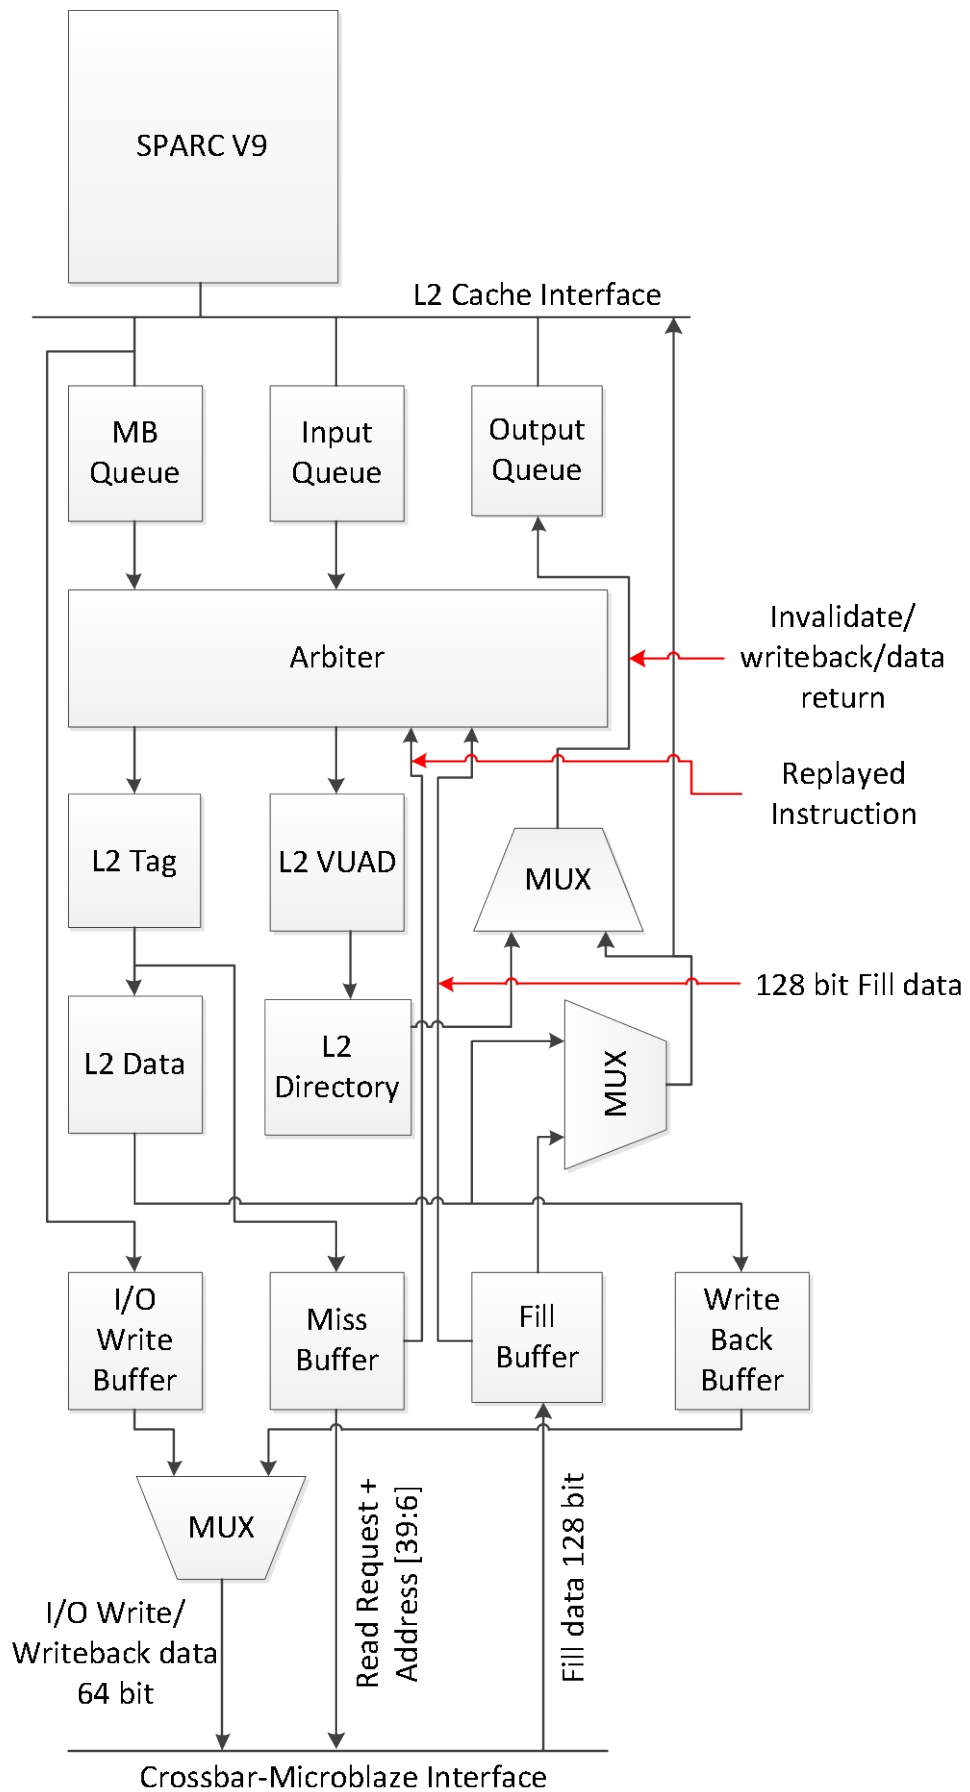 SPARC V9
L2 Cache Interface
MB
Queue
Input
Queue
Output
Queue
Arbiter
Invalidate/
writeback/data
return
Replayed
Instruction
L2 Tag
L2 VUAD
MUX
128 bit Fill data
L2 Data
L2
Directory
MUX
I/O
Write
Buffer
Miss
Buffer
Fill
Buffer
Write
Back
Buffer
MUX
Read Request +
Address [39:6]
Fill data 128 bit
I/O Write/
Writeback data
64 bit
Crossbar-Microblaze Interface